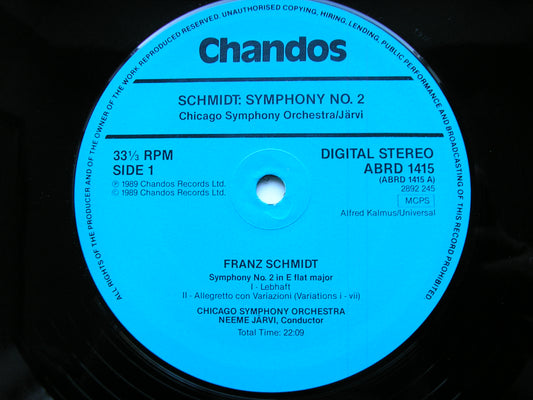 ALL RIGHTS OF THE PRODUCER AND OF THE OWNER OF THE WORK REPRODUCED RESERVED. UNAUTHORISED COPYING, HIRING, LENDING, PUBLIC PERFORMANCE AND BROADCASTING OF THIS RECORD PROHIBITED
Chandos
SCHMIDT: SYMPHONY NO. 2
Chicago Symphony Orchestra/Järvi
33⅓ RPM
SIDE 1
℗ 1989 Chandos Records Ltd.
© 1989 Chandos Records Ltd.
DIGITAL STEREO
ABRD 1415
(ABRD 1415 A)
2892 245
MCPS
Alfred Kalmus/Universal
FRANZ SCHMIDT
Symphony No. 2 in E flat major
I - Lebhaft
II - Allegretto con Variazioni (Variations i - vii)
CHICAGO SYMPHONY ORCHESTRA
NEEME JÄRVI, Conductor
Total Time: 22:09